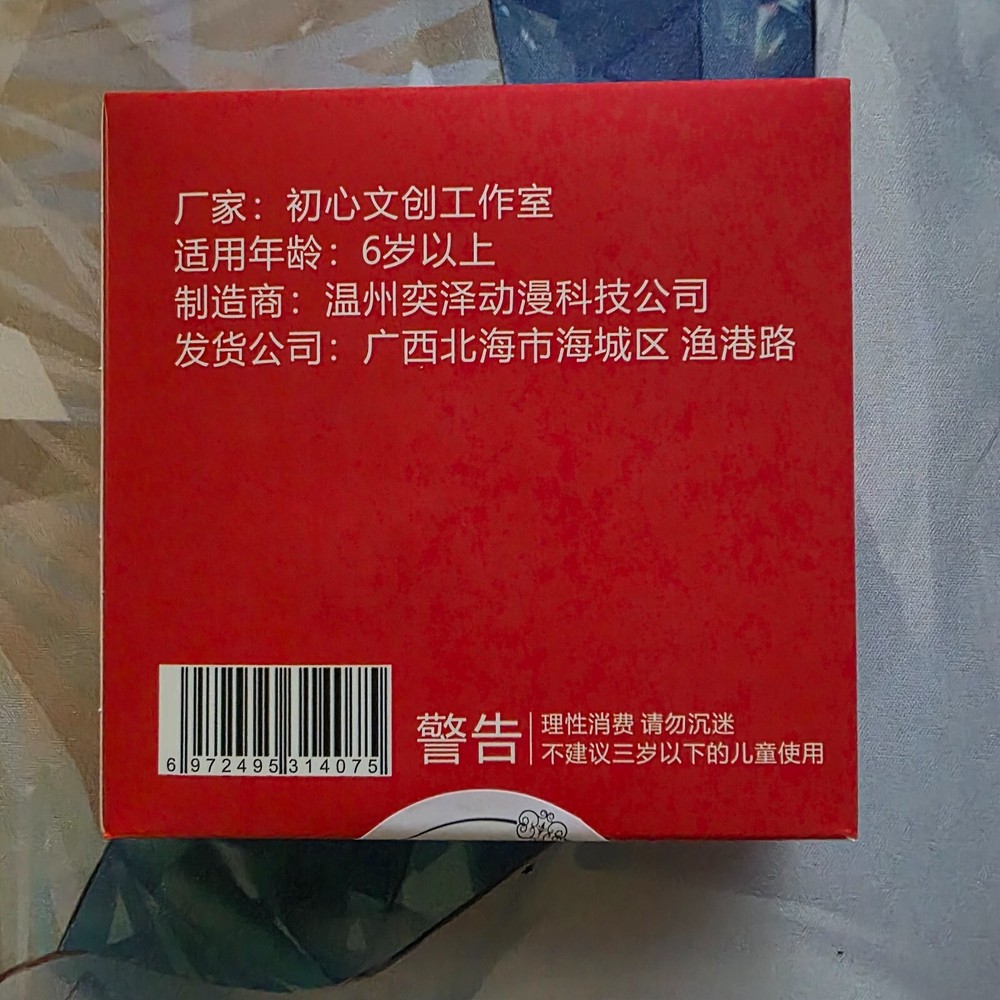 厂家：初心文创工作室
适用年龄：6岁以上
制造商：温州奕泽动漫科技公司
发货公司：广西北海市海城区 渔港路
6972495314075
警告
理性消费 请勿沉迷
不建议三岁以下的儿童使用